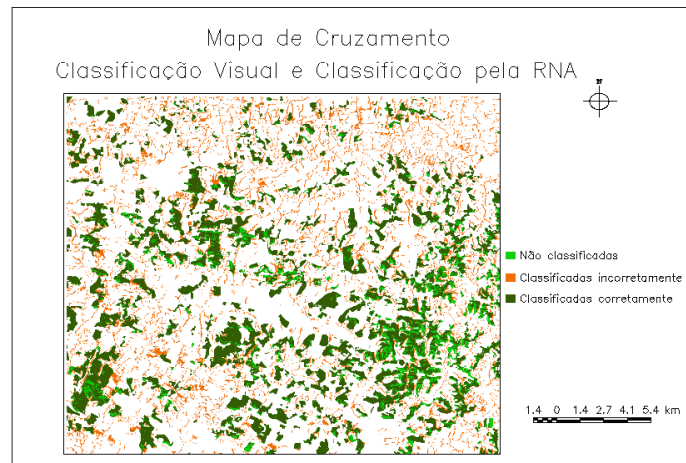 Mapa de Cruzamento
Classificação Visual e Classificação pela RNA
N
Não classificadas
Classificadas incorretamente
Classificadas corretamente
1.4 0 1.4 2.7 4.1 5.4 km